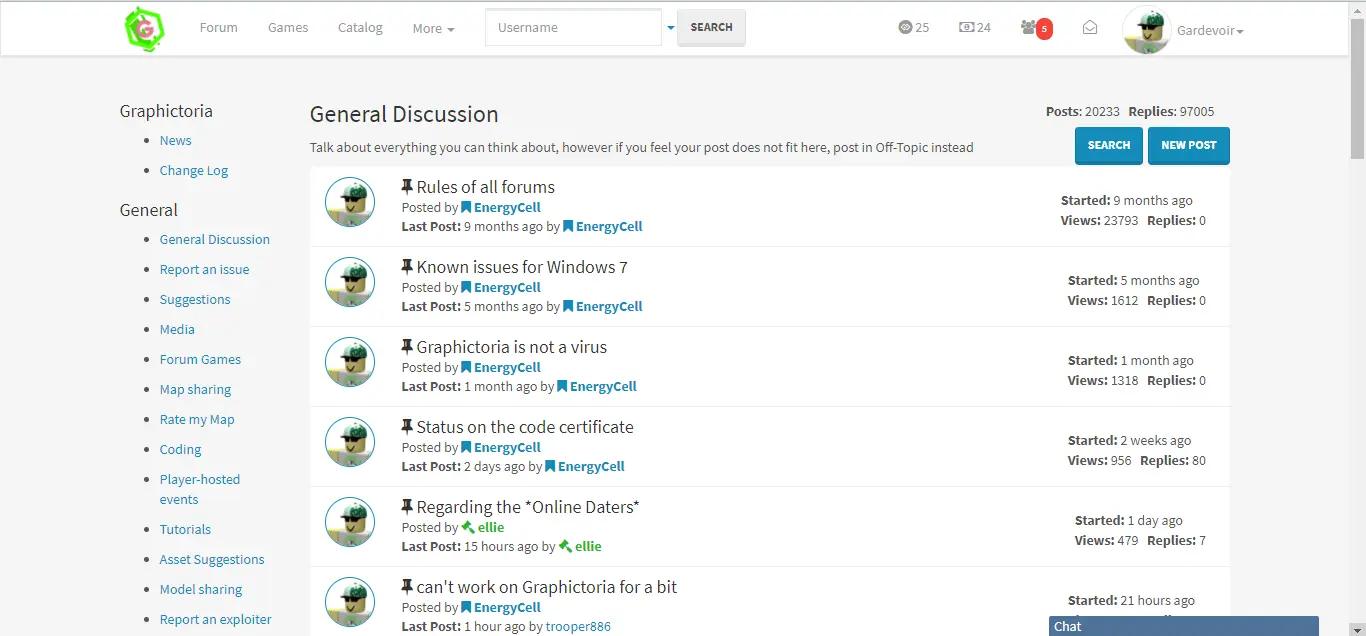 Forum Games Catalog More Username SEARCH 25 24 5 Gardevoir
Graphictoria
News
Change Log
General
General Discussion
Report an issue
Suggestions
Media
Forum Games
Map sharing
Rate my Map
Coding
Player-hosted
events
Tutorials
Asset Suggestions
Model sharing
Report an exploiter
General Discussion
Posts: 20233 Replies: 97005
Talk about everything you can think about, however if you feel your post does not fit here, post in Off-Topic instead
SEARCH NEW POST
Rules of all forums
Posted by EnergyCell
Last Post: 9 months ago by EnergyCell
Started: 9 months ago
Views: 23793 Replies: 0
Known issues for Windows 7
Posted by EnergyCell
Last Post: 5 months ago by EnergyCell
Started: 5 months ago
Views: 1612 Replies: 0
Graphictoria is not a virus
Posted by EnergyCell
Last Post: 1 month ago by EnergyCell
Started: 1 month ago
Views: 1318 Replies: 0
Status on the code certificate
Posted by EnergyCell
Last Post: 2 days ago by EnergyCell
Started: 2 weeks ago
Views: 956 Replies: 80
Regarding the *Online Daters*
Posted by ellie
Last Post: 15 hours ago by ellie
Started: 1 day ago
Views: 479 Replies: 7
can't work on Graphictoria for a bit
Posted by EnergyCell
Last Post: 1 hour ago by trooper886
Started: 21 hours ago
Chat